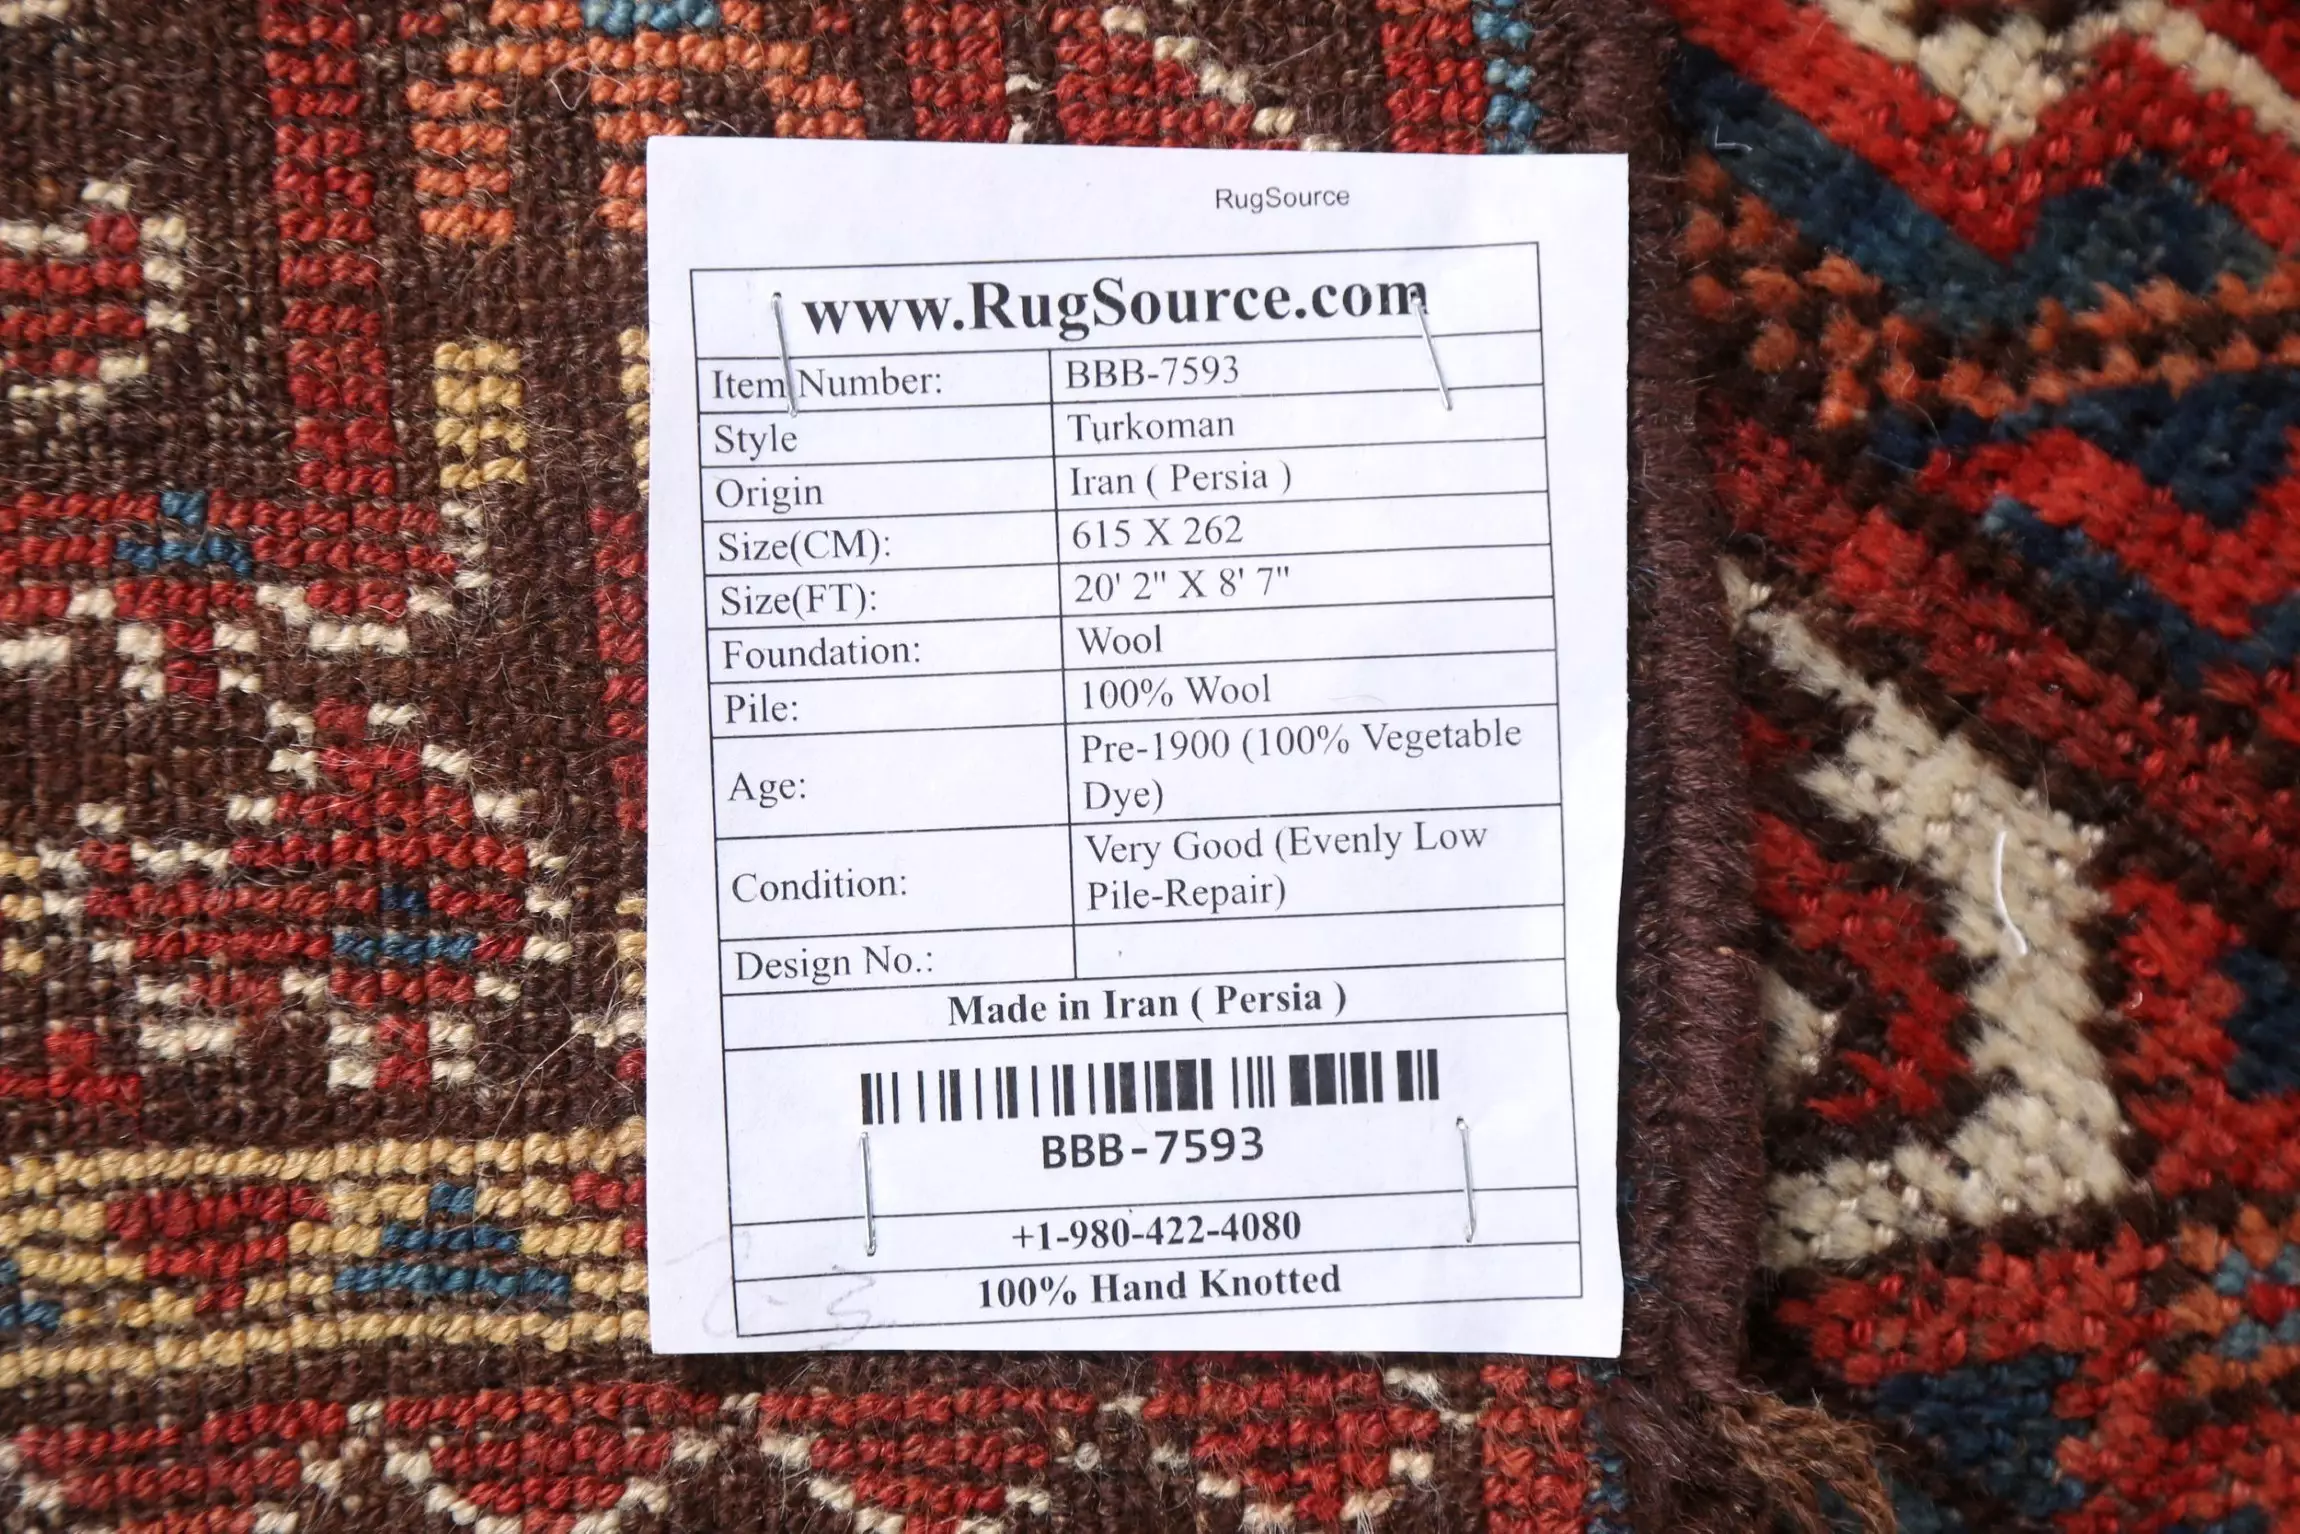 RugSource
www.RugSource.com
Item Number: BBB-7593
Style Turkoman
Origin Iran ( Persia )
Size(CM): 615 X 262
Size(FT): 20' 2" X 8' 7"
Foundation: Wool
Pile: 100% Wool
Age: Pre-1900 (100% Vegetable
Dye)
Condition: Very Good (Evenly Low
Pile-Repair)
Design No.:
Made in Iran ( Persia )
BBB-7593
+1-980-422-4080
100% Hand Knotted